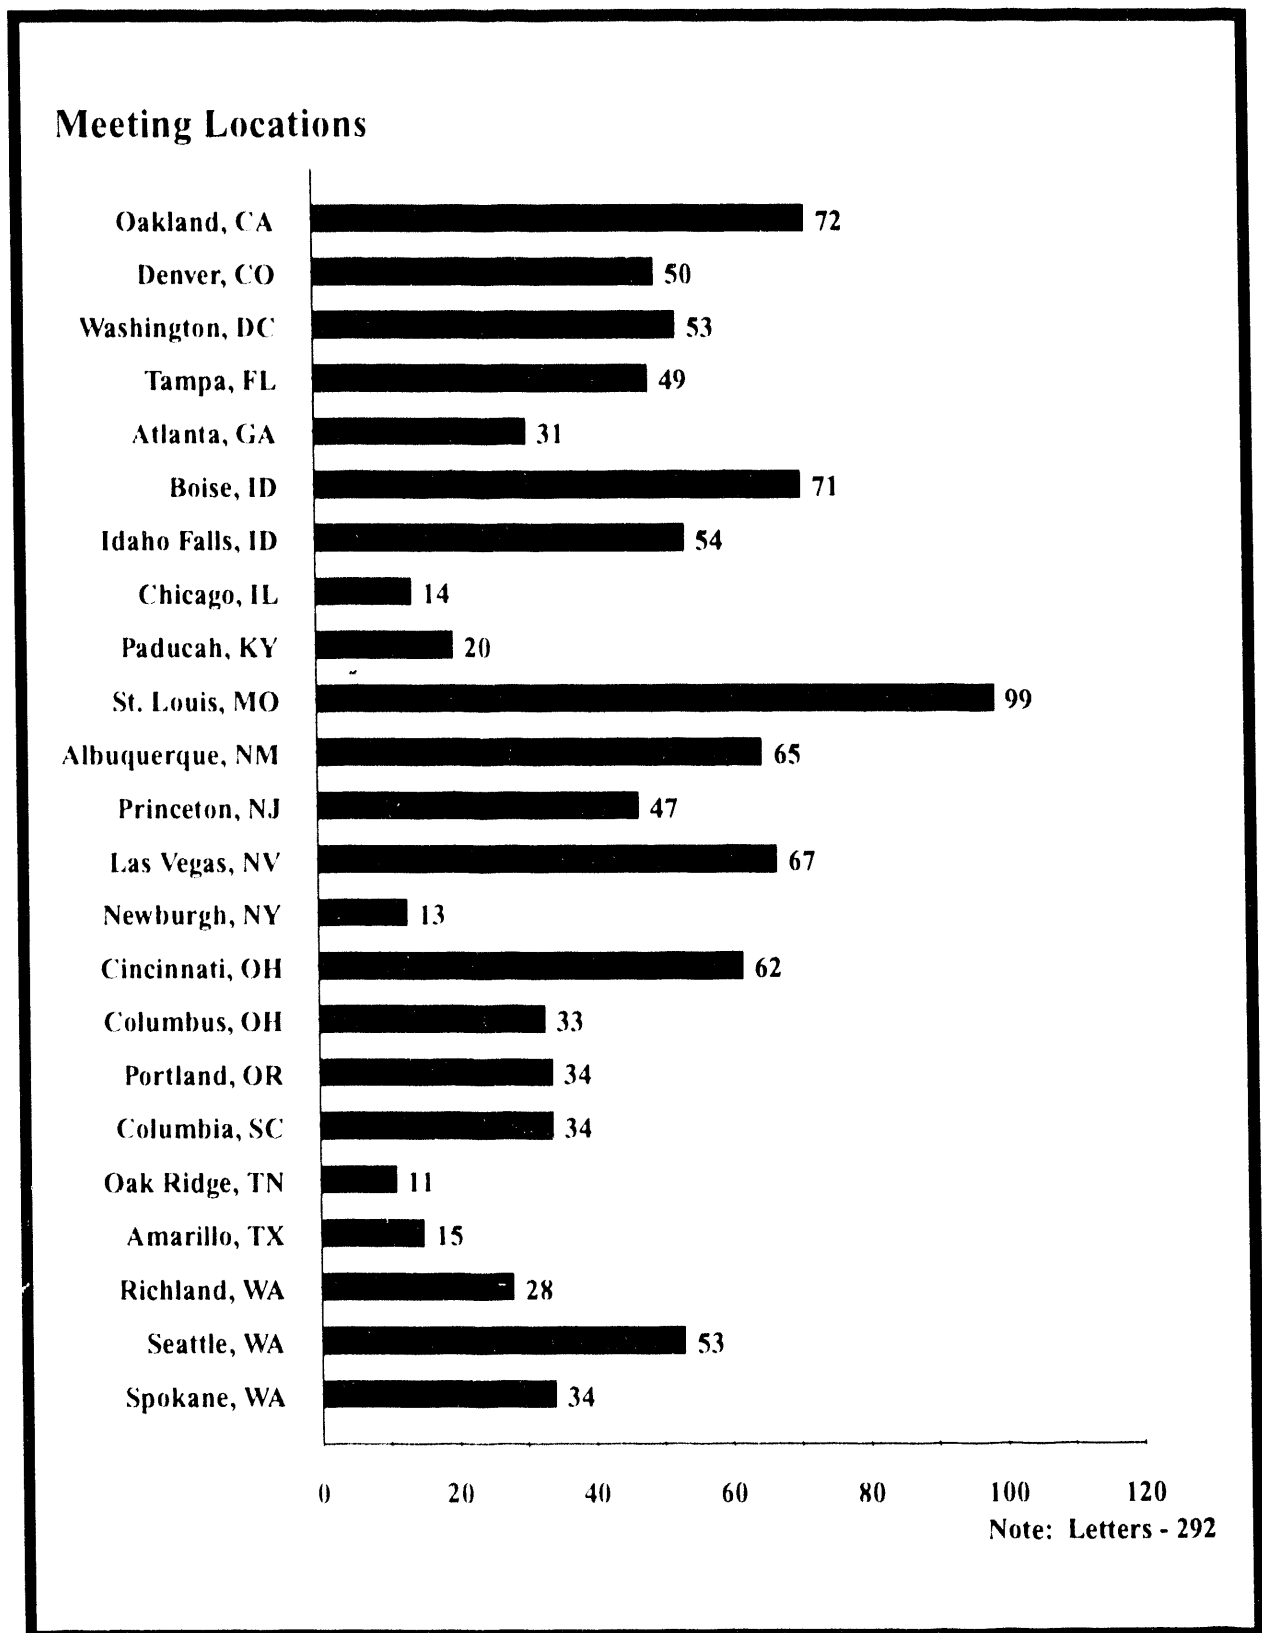 Meeting Locations
Oakland, CA 72
Denver, CO 50
Washington, DC 53
Tampa, FL 49
Atlanta, GA 31
Boise, ID 71
Idaho Falls, ID 54
Chicago, IL 14
Paducah, KY 20
St. Louis, MO 99
Albuquerque, NM 65
Princeton, NJ 47
Las Vegas, NV 67
Newburgh, NY 13
Cincinnati, OH 62
Columbus, OH 33
Portland, OR 34
Columbia, SC 34
Oak Ridge, TN 11
Amarillo, TX 15
Richland, WA 28
Seattle, WA 53
Spokane, WA 34
0 20 40 60 80 100 120
Note: Letters - 292